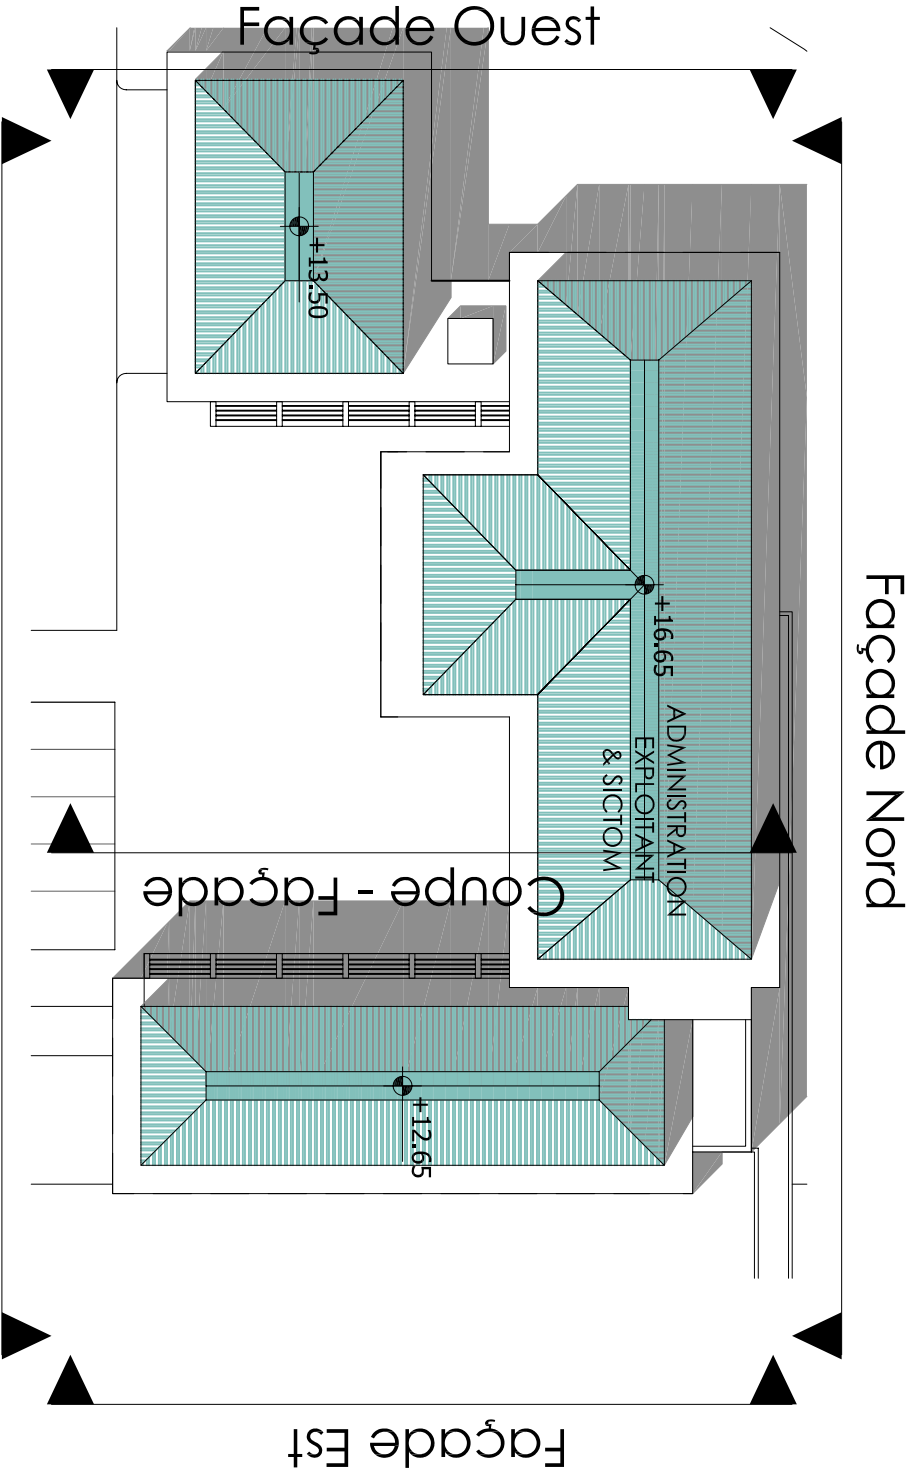 Façade Ouest
+13.50
+16.65
ADMINISTRATION
EXPLOITANT
& SICTOM
Façade Nord
Coupe - Façade
+12.65
Façade Est